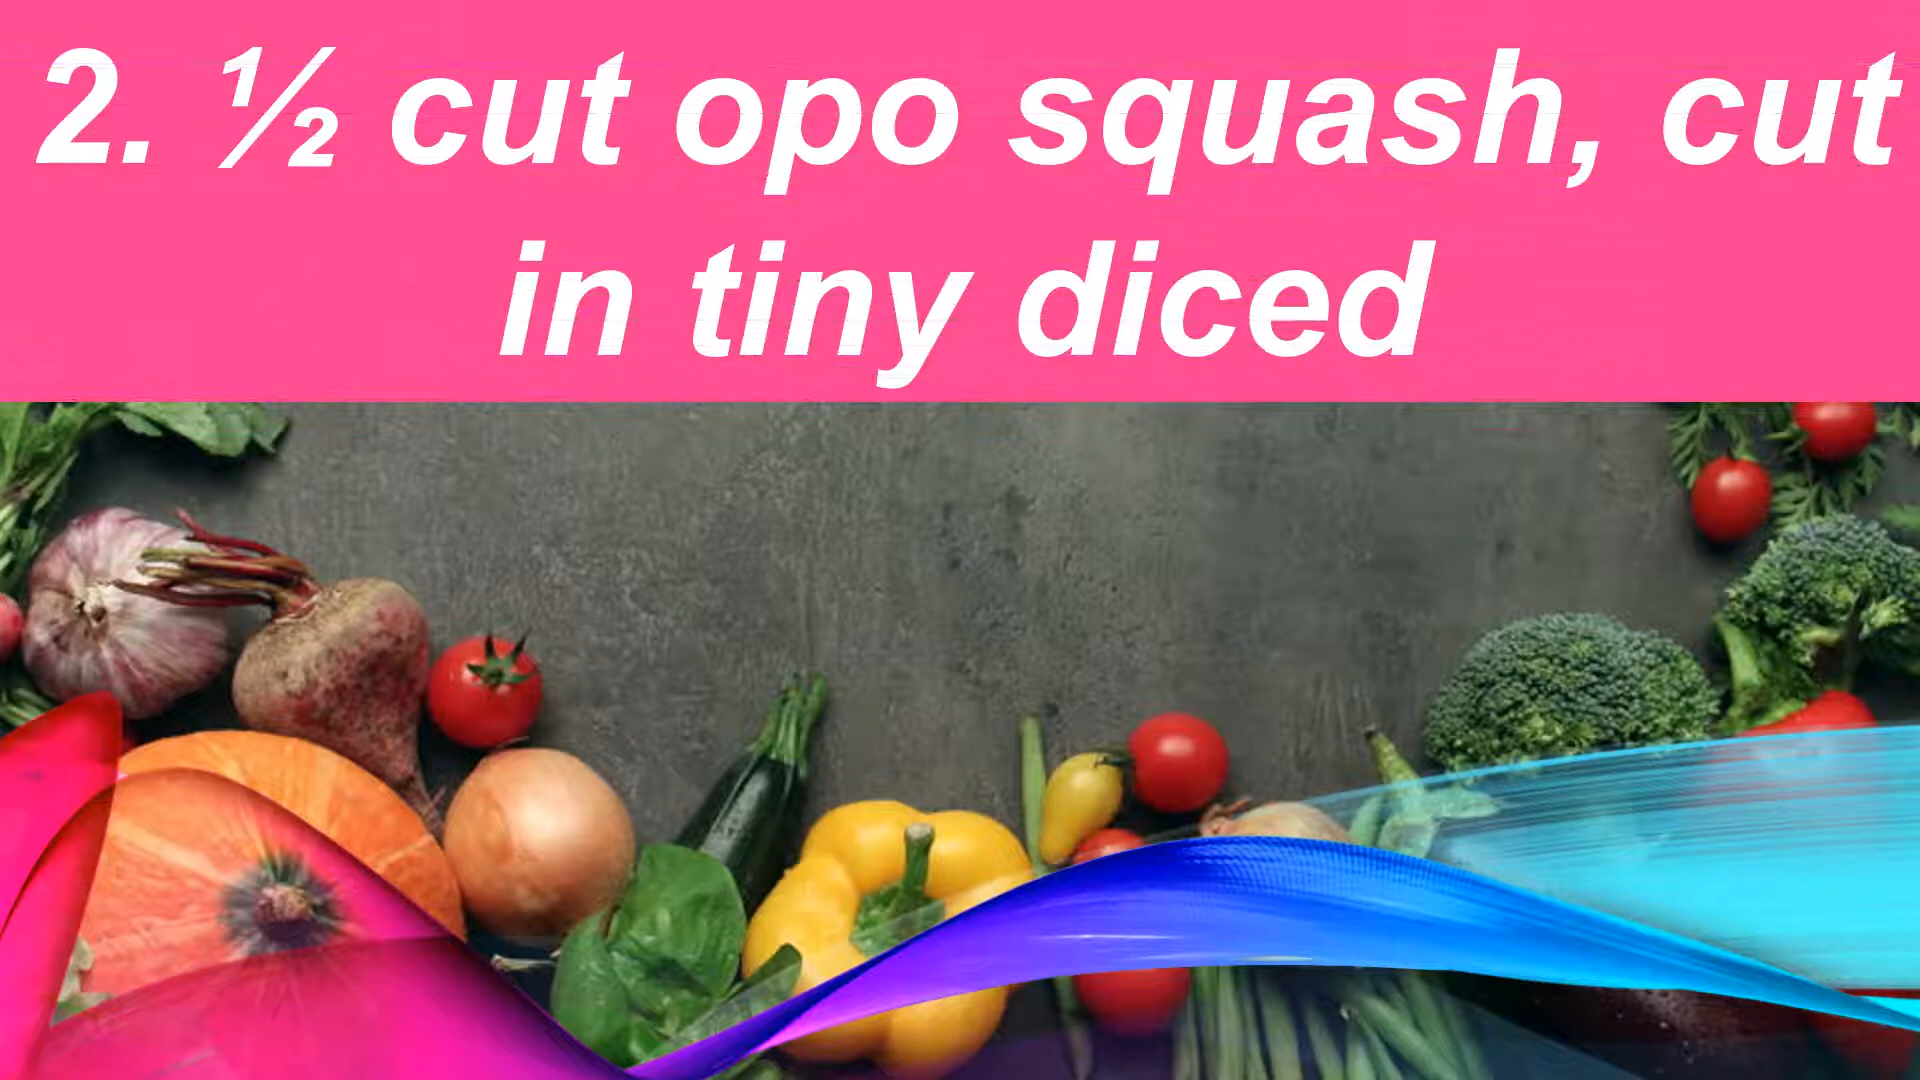 2. ½ cut opo squash, cut
in tiny diced